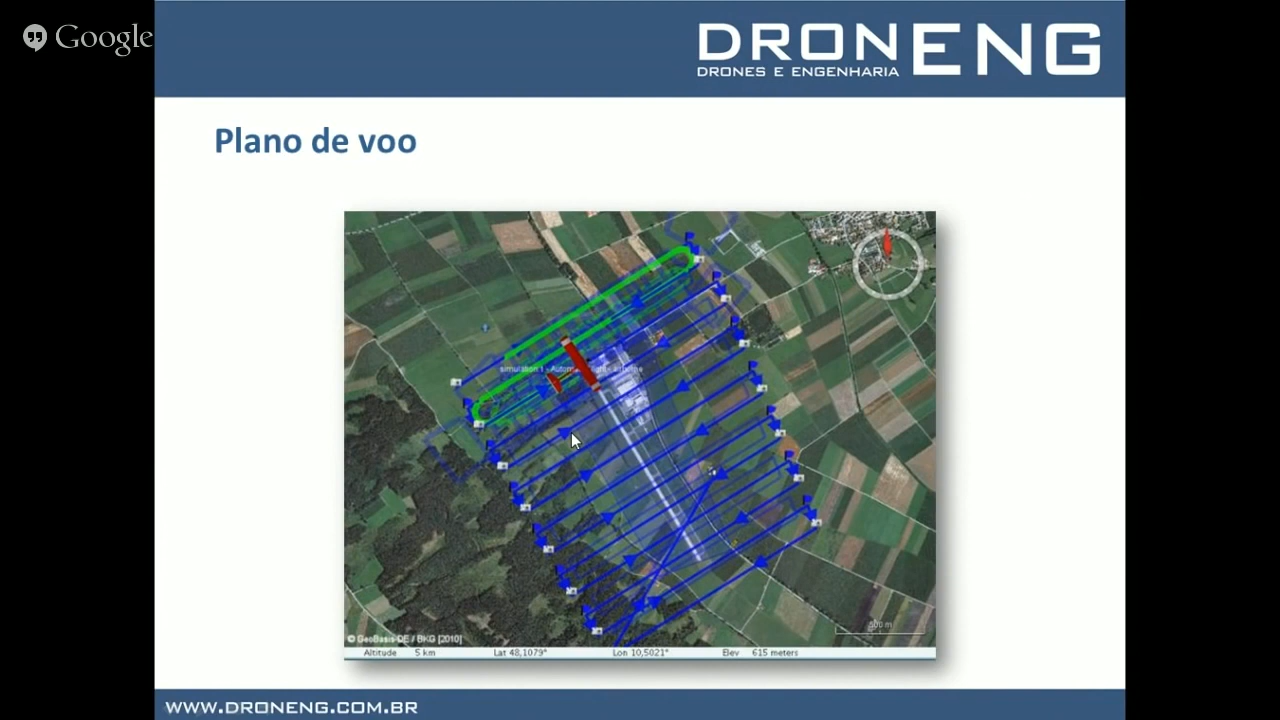 Google
DRONENG
DRONES E ENGENHARIA
Plano de voo
500 m
© GeoBasis-DE / BKG [2010]
Altitude 5 km Lat 48,1079° Lon 10,5021° Elev 615 meters
WWW.DRONENG.COM.BR